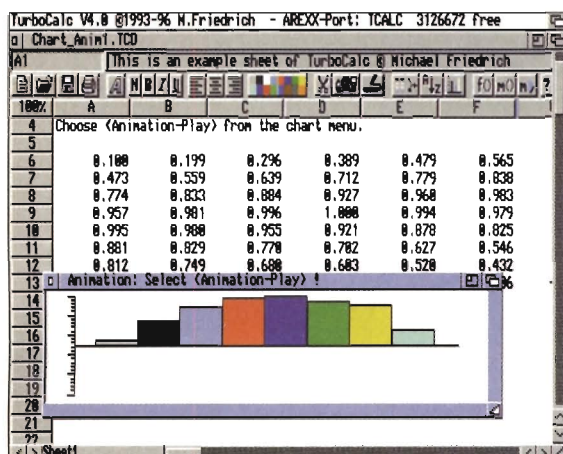 TurboCalc V4.0 @1993-96 M.Friedrich - AREXX-Port: TCALC 3126672 free
Chart_Anim1.TCD
A1 This is an example sheet of TurboCalc @ Michael Friedrich
N B I U fO mO ?
100% A B C D E F
4 Choose <Animation-Play> from the chart menu.
5
6 0.100 0.199 0.296 0.389 0.479 0.565
7 0.473 0.559 0.639 0.712 0.779 0.838
8 0.774 0.833 0.884 0.927 0.960 0.983
9 0.957 0.981 0.996 1.000 0.994 0.979
10 0.995 0.980 0.955 0.921 0.878 0.825
11 0.881 0.829 0.770 0.702 0.627 0.546
12 0.812 0.749 0.680 0.603 0.520 0.432
13 Animation: Select <Animation-Play> !
14
15
16
17
18
19
20
21
22
Sheet1